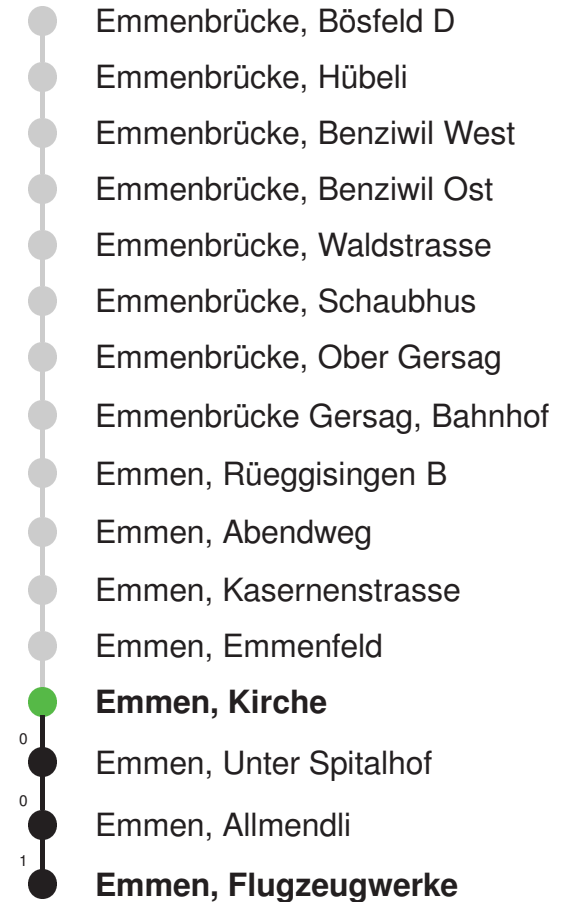 Emmenbrücke, Bösfeld D
Emmenbrücke, Hübeli
Emmenbrücke, Benziwil West
Emmenbrücke, Benziwil Ost
Emmenbrücke, Waldstrasse
Emmenbrücke, Schaubhus
Emmenbrücke, Ober Gersag
Emmenbrücke Gersag, Bahnhof
Emmen, Rüeggisingen B
Emmen, Abendweg
Emmen, Kasernenstrasse
Emmen, Emmenfeld
Emmen, Kirche
0 Emmen, Unter Spitalhof
0 Emmen, Allmendli
1 Emmen, Flugzeugwerke